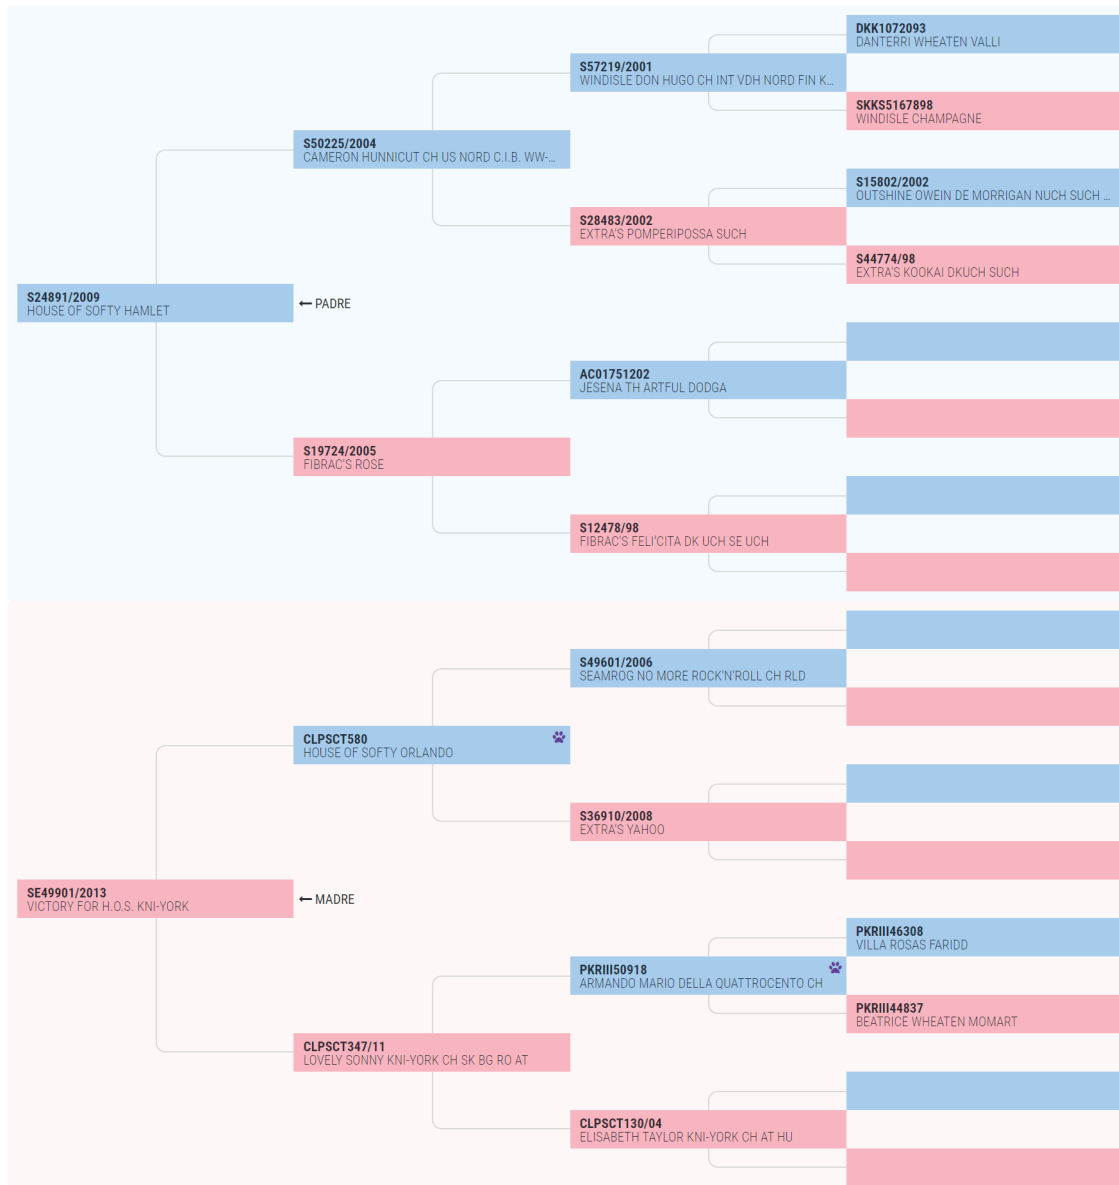 DKK1072093
DANTERRI WHEATEN VALLI
S57219/2001
WINDISLE DON HUGO CH INT VDH NORD FIN K...
SKKS5167898
WINDISLE CHAMPAGNE
S50225/2004
CAMERON HUNNICUT CH US NORD C.I.B. WW-...
S15802/2002
OUTSHINE OWEIN DE MORRIGAN NUCH SUCH ...
S28483/2002
EXTRA'S POMPERIPOSSA SUCH
S44774/98
EXTRA'S KOOKAI DKUCH SUCH
S24891/2009
HOUSE OF SOFTY HAMLET
← PADRE
AC01751202
JESENA TH ARTFUL DODGA
S19724/2005
FIBRAC'S ROSE
S12478/98
FIBRAC'S FELI'CITA DK UCH SE UCH
S49601/2006
SEAMROG NO MORE ROCK'N'ROLL CH RLD
CLPSCT580
HOUSE OF SOFTY ORLANDO
S36910/2008
EXTRA'S YAHOO
SE49901/2013
VICTORY FOR H.O.S. KNI-YORK
← MADRE
PKRIII46308
VILLA ROSAS FARIDD
PKRIII50918
ARMANDO MARIO DELLA QUATTROCENTO CH
PKRIII44837
BEATRICE WHEATEN MOMART
CLPSCT347/11
LOVELY SONNY KNI-YORK CH SK BG RO AT
CLPSCT130/04
ELISABETH TAYLOR KNI-YORK CH AT HU